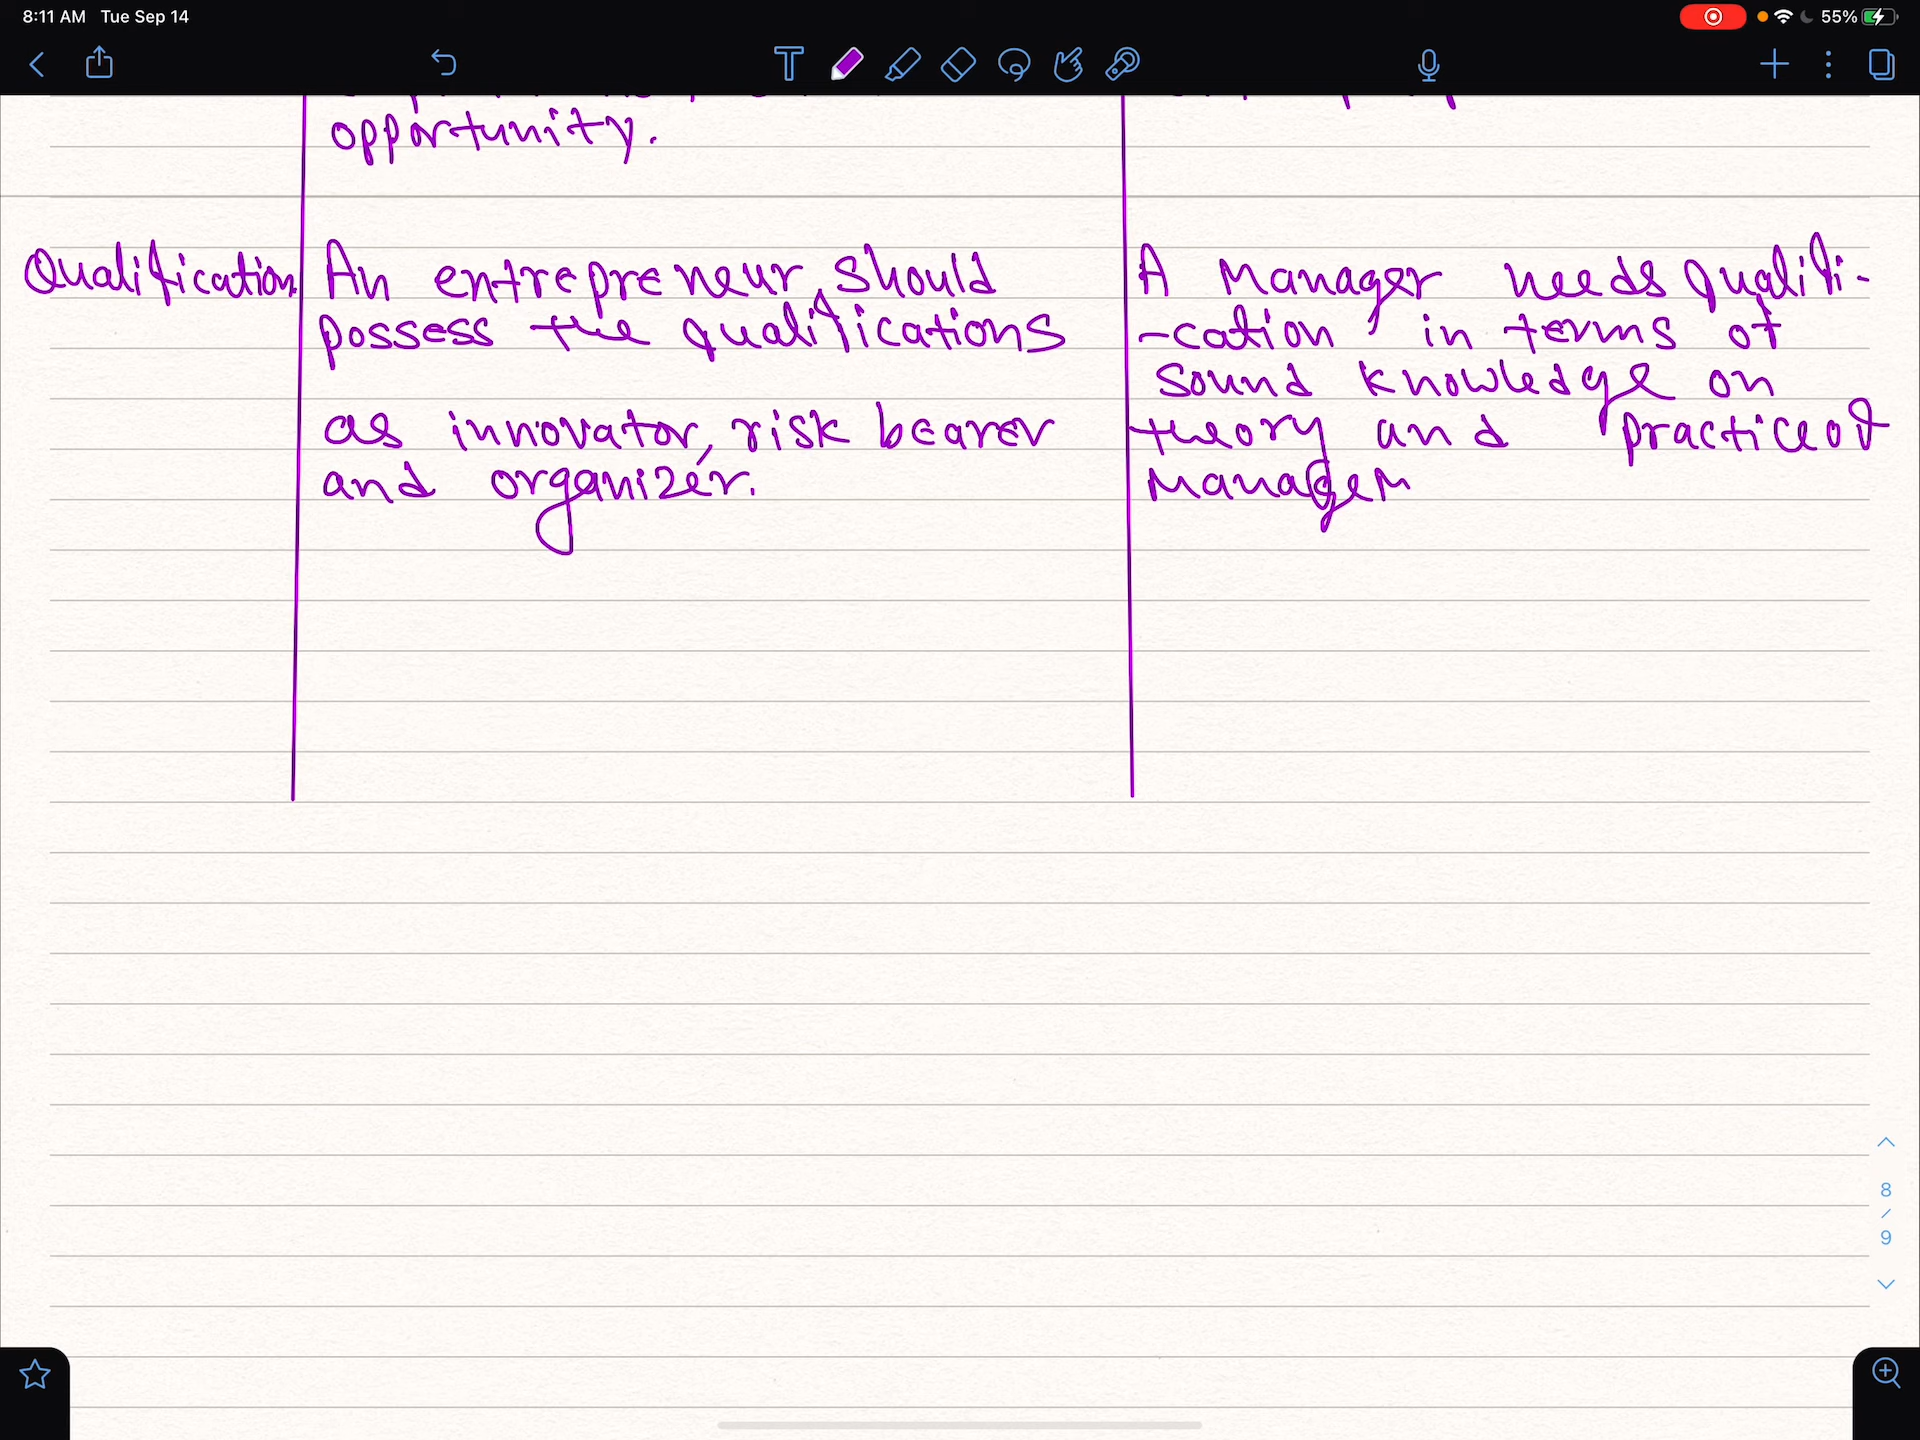 8:11 AM Tue Sep 14
55%
opportunity.
Qualification
An entrepreneur, should
possess the qualifications
as innovator, risk bearer
and organizer.
A Manager needs qualifi-
-cation in terms of
sound knowledge on
theory and practice of
Managem
8
/
9